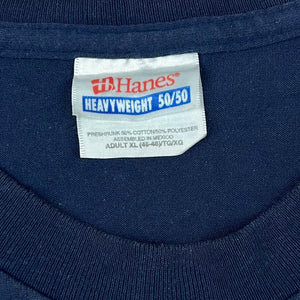 Hanes®
HEAVYWEIGHT 50/50
PRESHRUNK 50% COTTON/50% POLYESTER
ASSEMBLED IN MEXICO
ADULT XL (46-48)/TG/XG